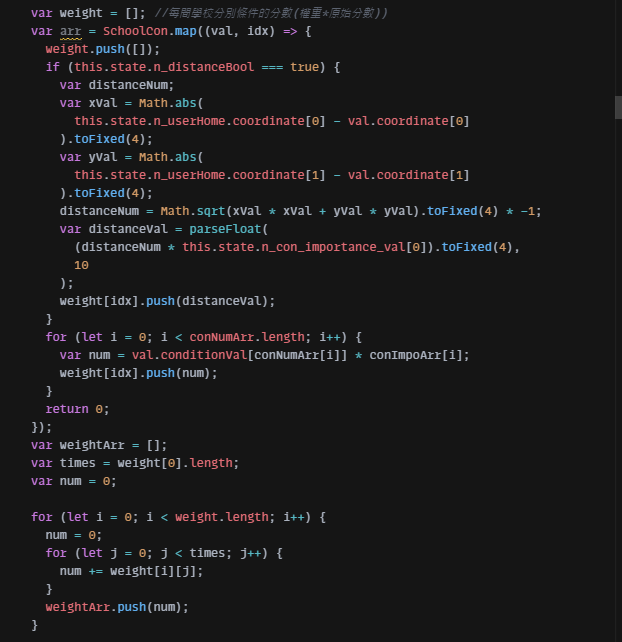 var weight = []; //每間學校分別條件的分數(權重*原始分數))
var arr = SchoolCon.map((val, idx) => {
weight.push([]);
if (this.state.n_distanceBool === true) {
var distanceNum;
var xVal = Math.abs(
this.state.n_userHome.coordinate[0] - val.coordinate[0]
).toFixed(4);
var yVal = Math.abs(
this.state.n_userHome.coordinate[1] - val.coordinate[1]
).toFixed(4);
distanceNum = Math.sqrt(xVal * xVal + yVal * yVal).toFixed(4) * -1;
var distanceVal = parseFloat(
(distanceNum * this.state.n_con_importance_val[0]).toFixed(4),
10
);
weight[idx].push(distanceVal);
}
for (let i = 0; i < conNumArr.length; i++) {
var num = val.conditionVal[conNumArr[i]] * conImpoArr[i];
weight[idx].push(num);
}
return 0;
});
var weightArr = [];
var times = weight[0].length;
var num = 0;
for (let i = 0; i < weight.length; i++) {
num = 0;
for (let j = 0; j < times; j++) {
num += weight[i][j];
}
weightArr.push(num);
}